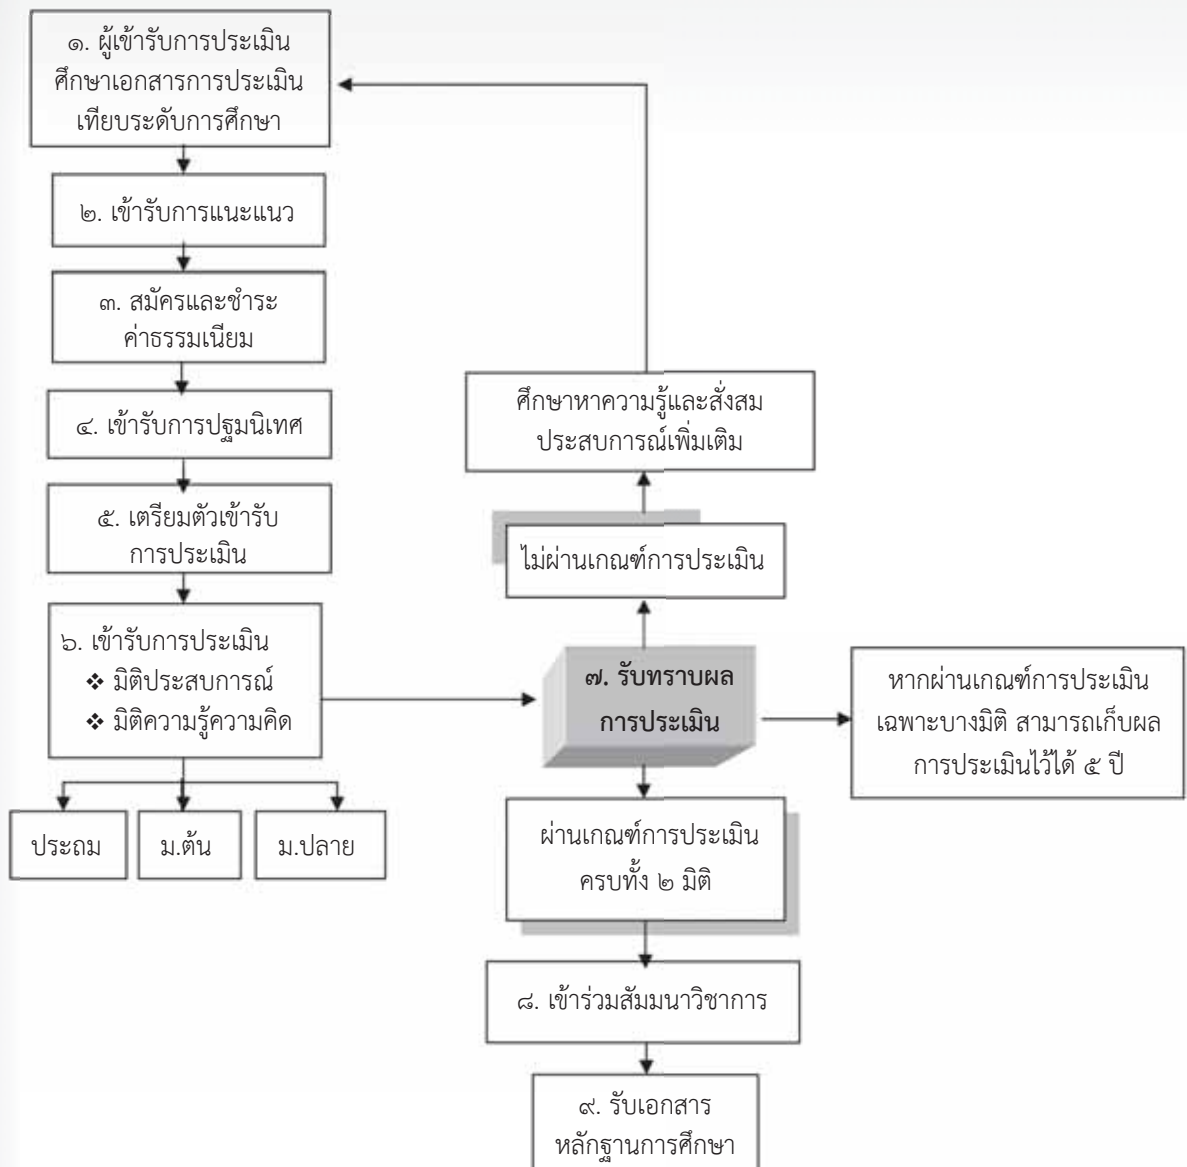 ๑. ผู้เข้ารับการประเมิน
ศึกษาเอกสารการประเมิน
เทียบระดับการศึกษา
๒. เข้ารับการแนะแนว
๓. สมัครและชำระ
ค่าธรรมเนียม
๔. เข้ารับการปฐมนิเทศ
๕. เตรียมตัวเข้ารับ
การประเมิน
๖. เข้ารับการประเมิน
❖ มิติประสบการณ์
❖ มิติความรู้ความคิด
ประถม
ม.ต้น
ม.ปลาย
ศึกษาหาความรู้และสั่งสม
ประสบการณ์เพิ่มเติม
ไม่ผ่านเกณฑ์การประเมิน
๗. รับทราบผล
การประเมิน
หากผ่านเกณฑ์การประเมิน
เฉพาะบางมิติ สามารถเก็บผล
การประเมินไว้ได้ ๕ ปี
ผ่านเกณฑ์การประเมิน
ครบทั้ง ๒ มิติ
๘. เข้าร่วมสัมมนาวิชาการ
๙. รับเอกสาร
หลักฐานการศึกษา